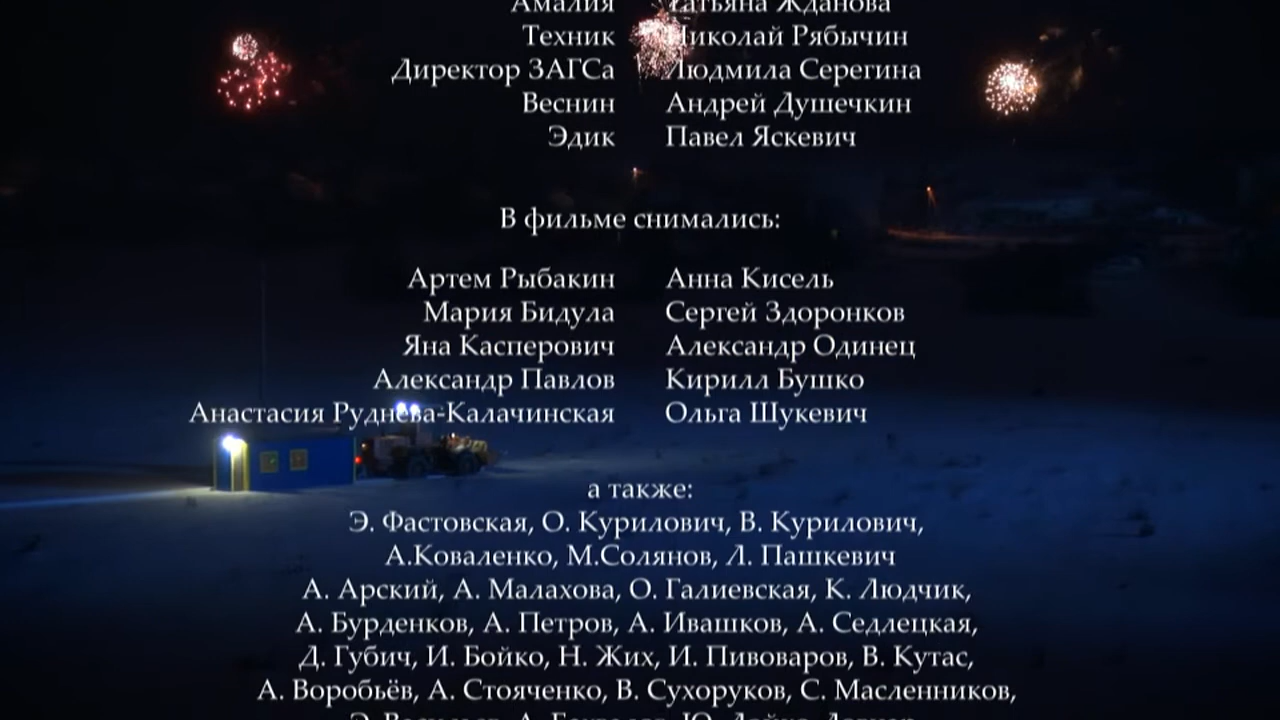 Амалия Татьяна Жданова
Техник Николай Рябычин
Директор ЗАГСа Людмила Серегина
Веснин Андрей Душечкин
Эдик Павел Яскевич
В фильме снимались:
Артем Рыбакин Анна Кисель
Мария Бидула Сергей Здоронков
Яна Касперович Александр Одинец
Александр Павлов Кирилл Бушко
Анастасия Руднева-Калачинская Ольга Шукевич
а также:
Э. Фастовская, О. Курилович, В. Курилович,
А.Коваленко, М.Солянов, Л. Пашкевич
А. Арский, А. Малахова, О. Галиевская, К. Людчик,
А. Бурденков, А. Петров, А. Ивашков, А. Седлецкая,
Д. Губич, И. Бойко, Н. Жих, И. Пивоваров, В. Кутас,
А. Воробьёв, А. Стояченко, В. Сухоруков, С. Масленников,